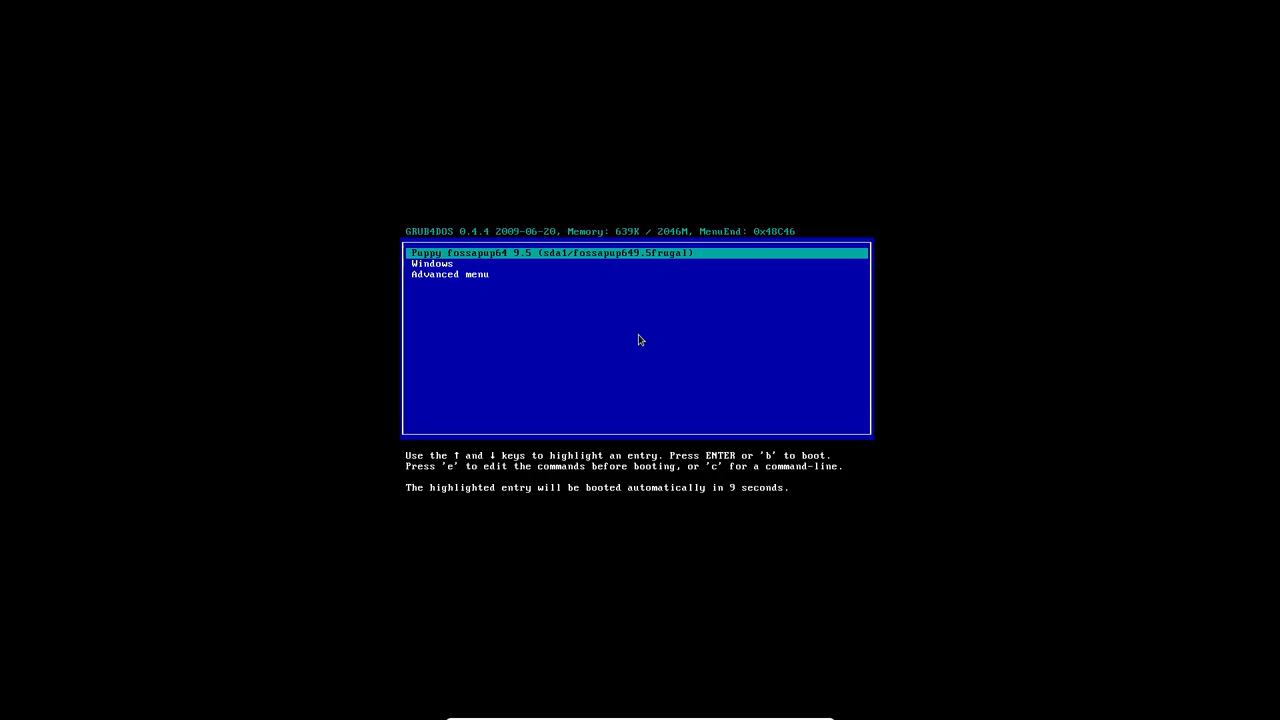 GRUB4DOS 0.4.4 2009-06-20, Memory: 639K / 2046M, MenuEnd: 0x48C46
Puppy fossapup64 9.5 (sda1/fossapup649.5frugal)
Windows
Advanced menu
Use the ↑ and ↓ keys to highlight an entry. Press ENTER or 'b' to boot.
Press 'e' to edit the commands before booting, or 'c' for a command-line.
The highlighted entry will be booted automatically in 9 seconds.